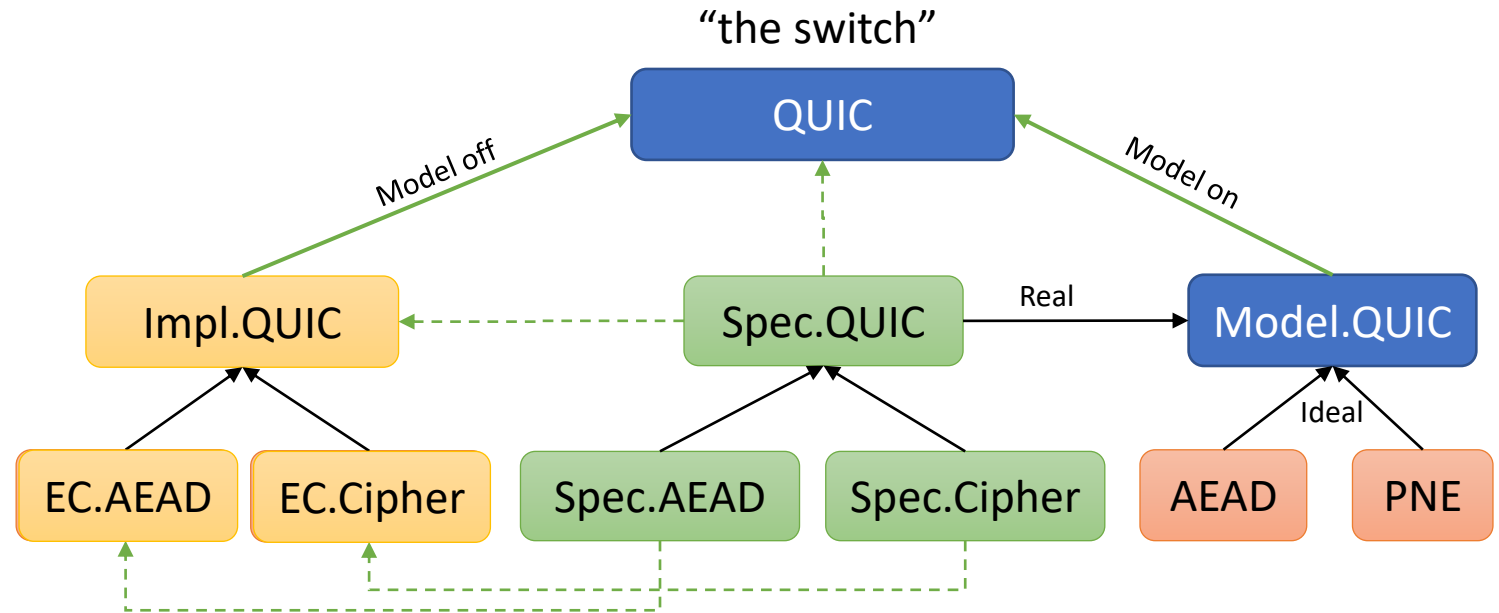 “the switch”
QUIC
Model off
Model on
Impl.QUIC
Spec.QUIC
Real
Model.QUIC
Ideal
EC.AEAD
EC.Cipher
Spec.AEAD
Spec.Cipher
AEAD
PNE